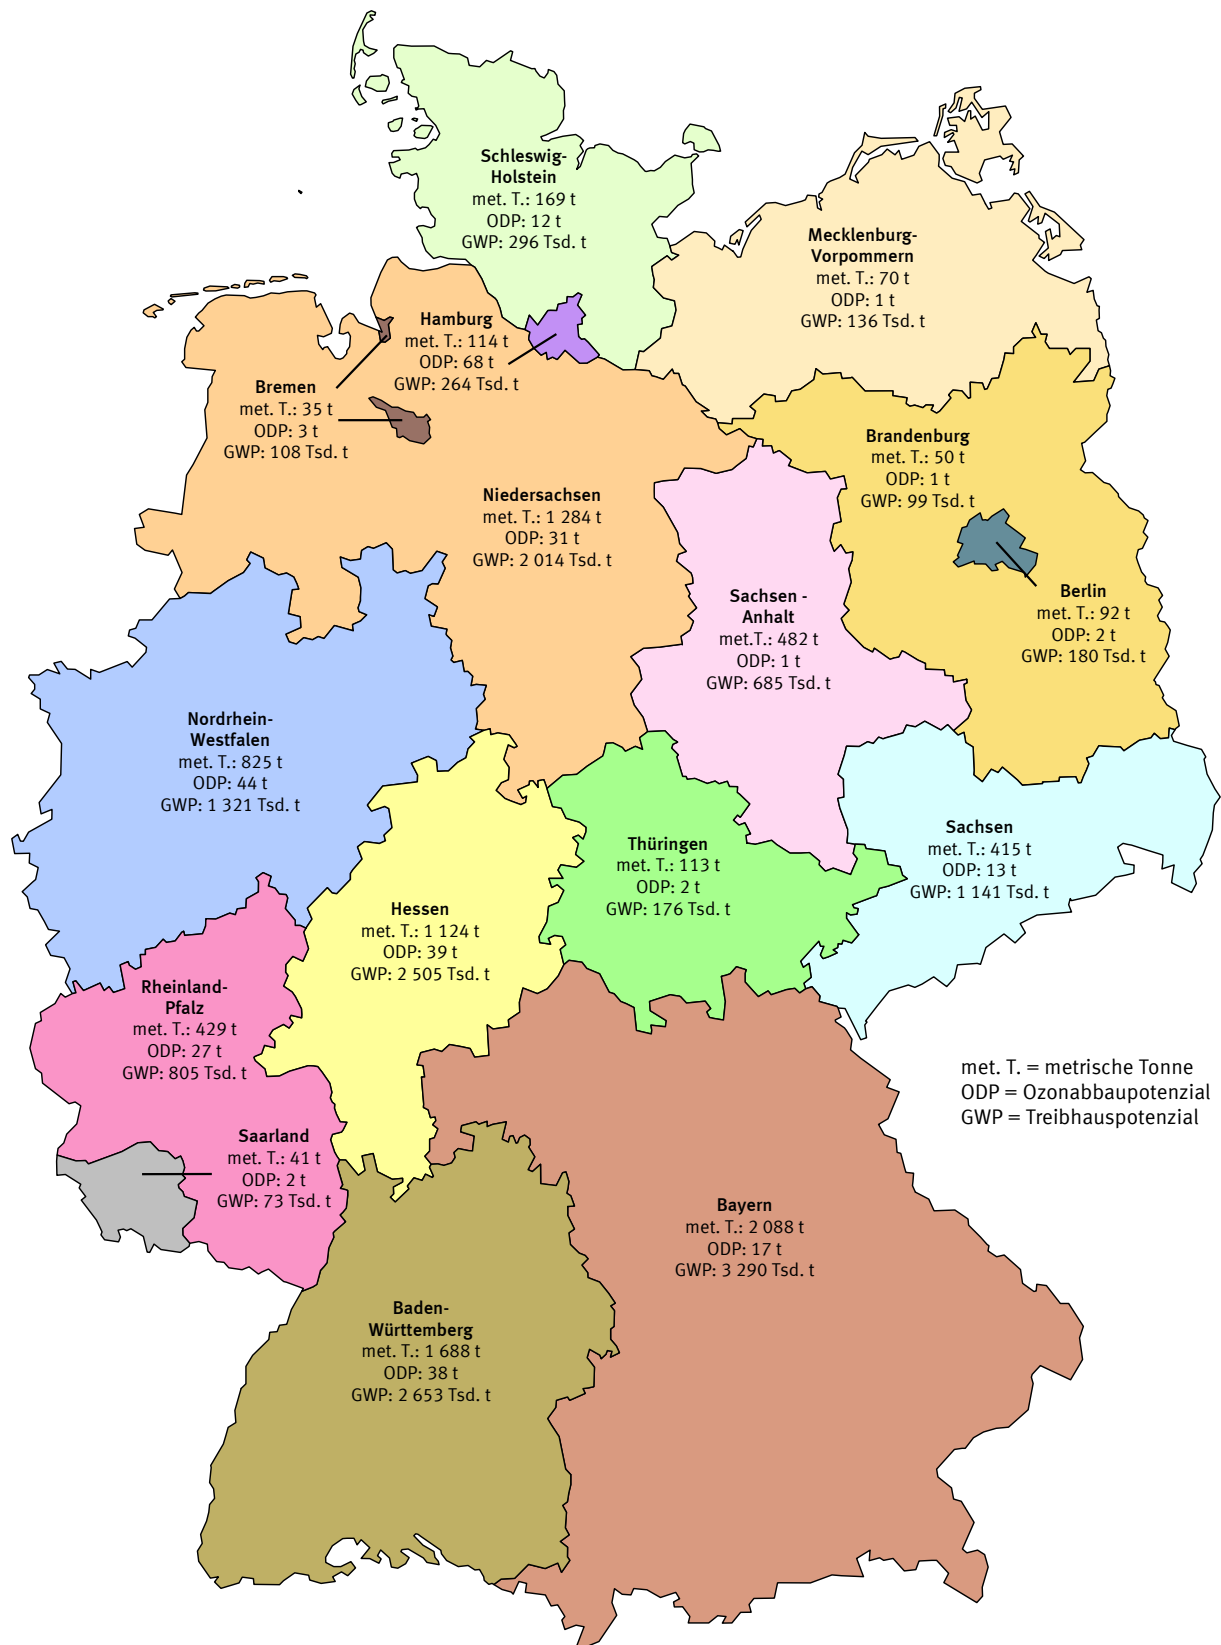 Schleswig-
Holstein
met. T.: 169 t
ODP: 12 t
GWP: 296 Tsd. t
Mecklenburg-
Vorpommern
met. T.: 70 t
ODP: 1 t
GWP: 136 Tsd. t
Hamburg
met. T.: 114 t
ODP: 68 t
GWP: 264 Tsd. t
Bremen
met. T.: 35 t
ODP: 3 t
GWP: 108 Tsd. t
Brandenburg
met. T.: 50 t
ODP: 1 t
GWP: 99 Tsd. t
Niedersachsen
met. T.: 1 284 t
ODP: 31 t
GWP: 2 014 Tsd. t
Berlin
met. T.: 92 t
ODP: 2 t
GWP: 180 Tsd. t
Sachsen -
Anhalt
met.T.: 482 t
ODP: 1 t
GWP: 685 Tsd. t
Nordrhein-
Westfalen
met. T.: 825 t
ODP: 44 t
GWP: 1 321 Tsd. t
Sachsen
met. T.: 415 t
ODP: 13 t
GWP: 1 141 Tsd. t
Thüringen
met. T.: 113 t
ODP: 2 t
GWP: 176 Tsd. t
Hessen
met. T.: 1 124 t
ODP: 39 t
GWP: 2 505 Tsd. t
Rheinland-
Pfalz
met. T.: 429 t
ODP: 27 t
GWP: 805 Tsd. t
met. T. = metrische Tonne
ODP = Ozonabbaupotenzial
GWP = Treibhauspotenzial
Saarland
met. T.: 41 t
ODP: 2 t
GWP: 73 Tsd. t
Bayern
met. T.: 2 088 t
ODP: 17 t
GWP: 3 290 Tsd. t
Baden-
Württemberg
met. T.: 1 688 t
ODP: 38 t
GWP: 2 653 Tsd. t